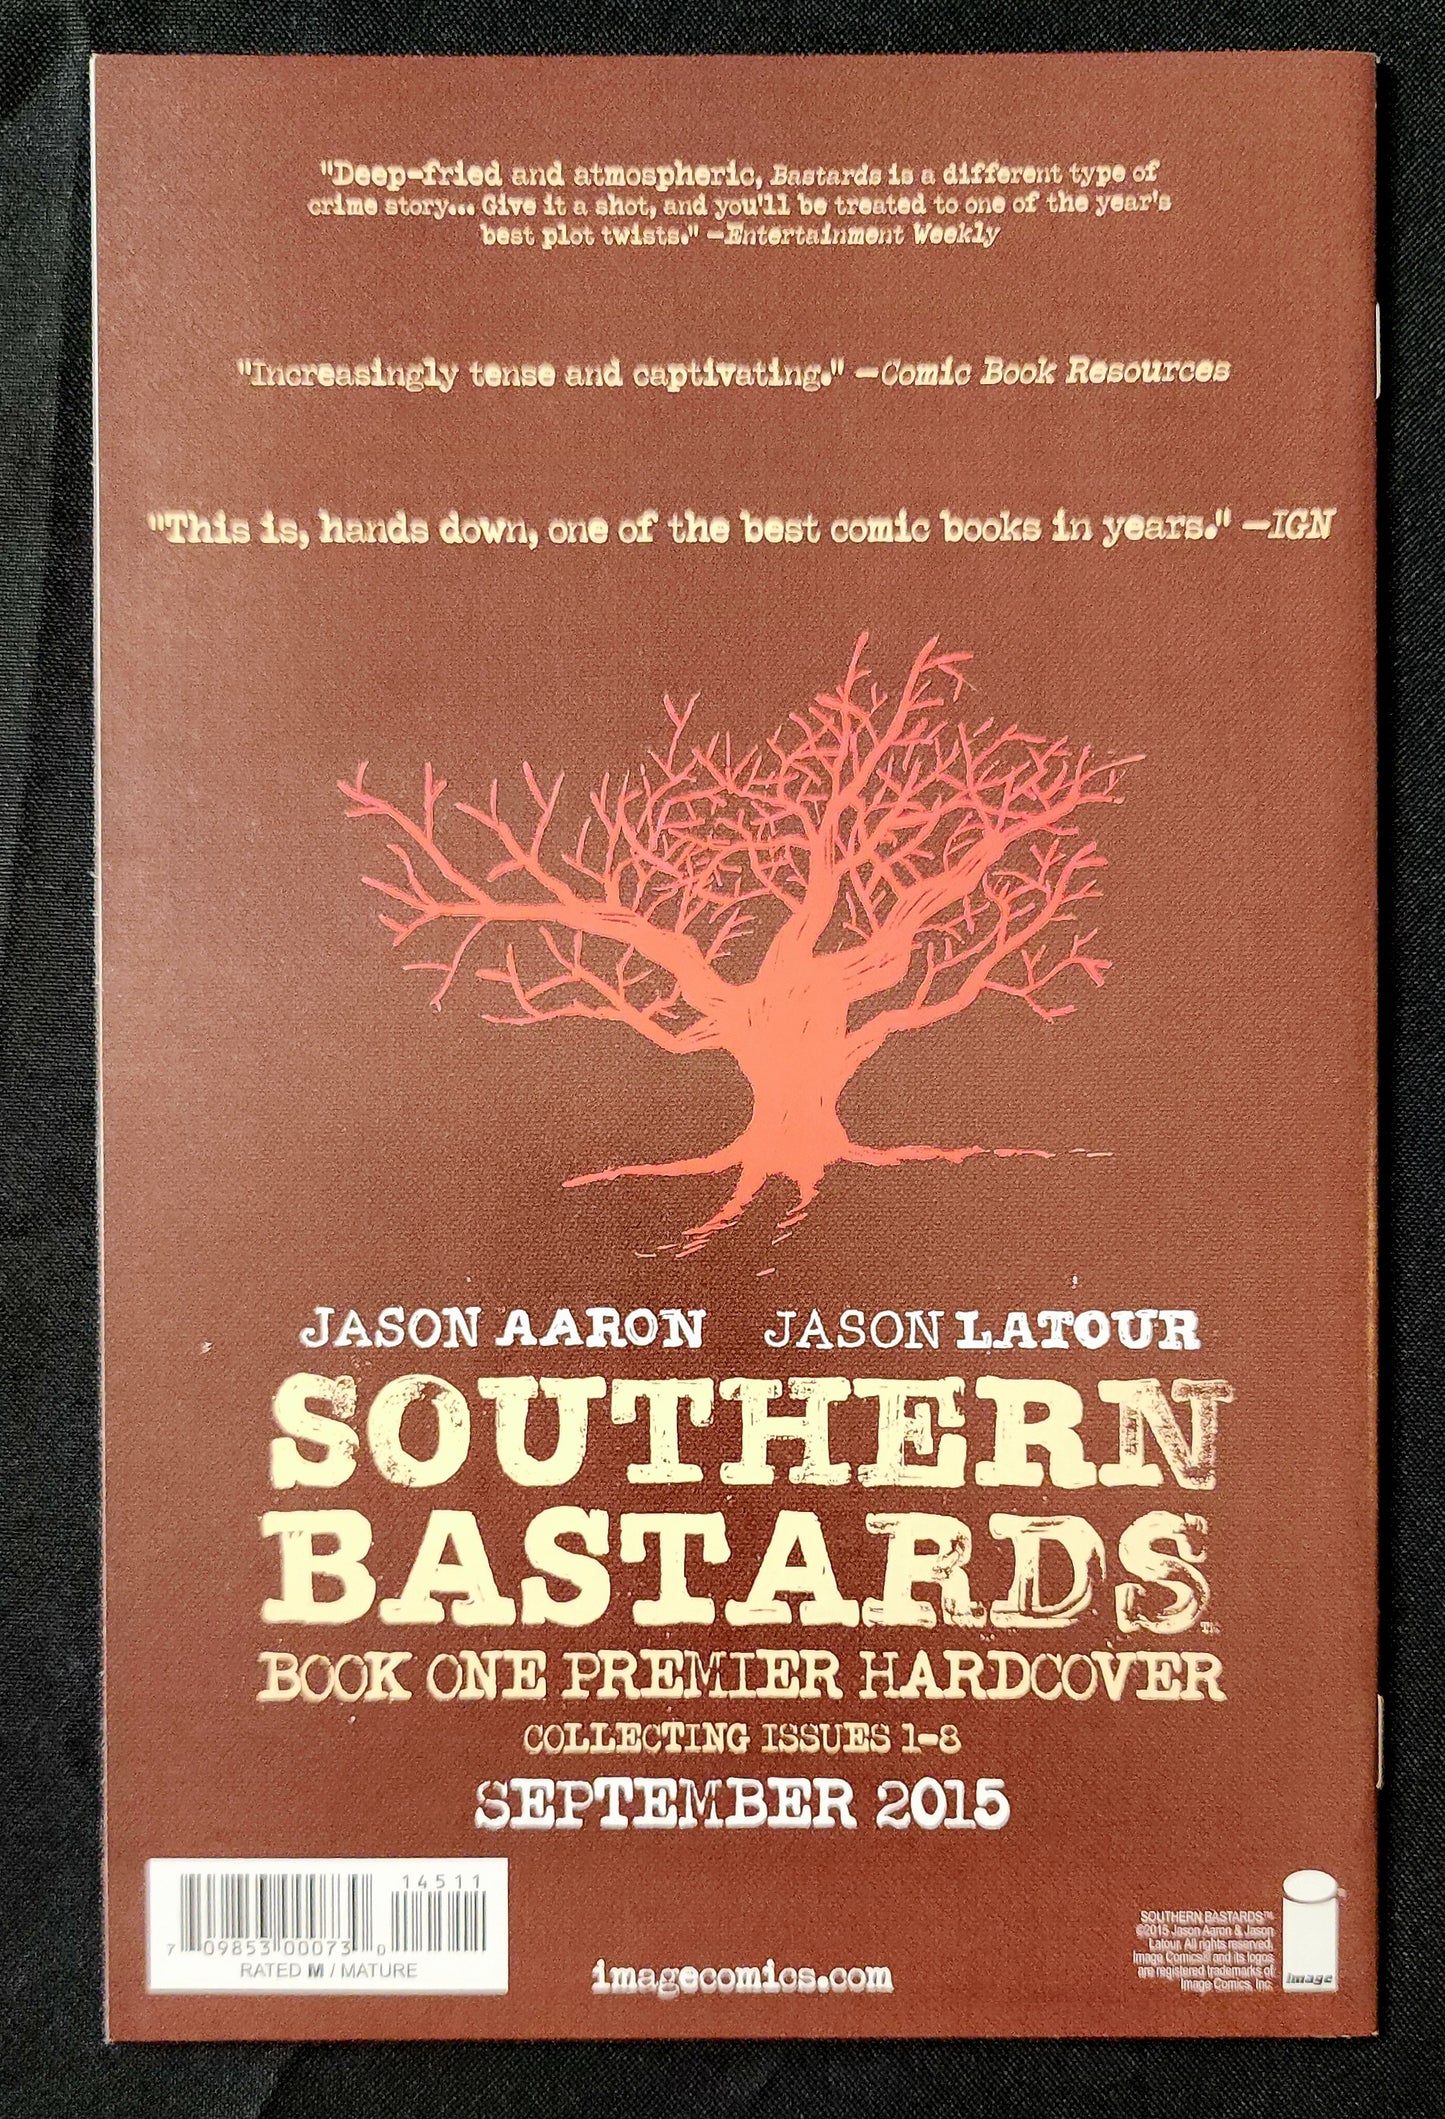 "Deep-fried and atmospheric, Bastards is a different type of
crime story... Give it a shot, and you'll be treated to one of the year's
best plot twists." —Entertainment Weekly
"Increasingly tense and captivating." —Comic Book Resources
"This is, hands down, one of the best comic books in years." —IGN
JASON AARON JASON LATOUR
SOUTHERN
BASTARDS TM
BOOK ONE PREMIER HARDCOVER
COLLECTING ISSUES 1-8
SEPTEMBER 2015
14511
7 09853 00073 0
RATED M / MATURE
imagecomics.com
SOUTHERN BASTARDS™
©2015 Jason Aaron & Jason
Latour. All rights reserved.
Image Comics® and its logos
are registered trademarks of
Image Comics, Inc.
image